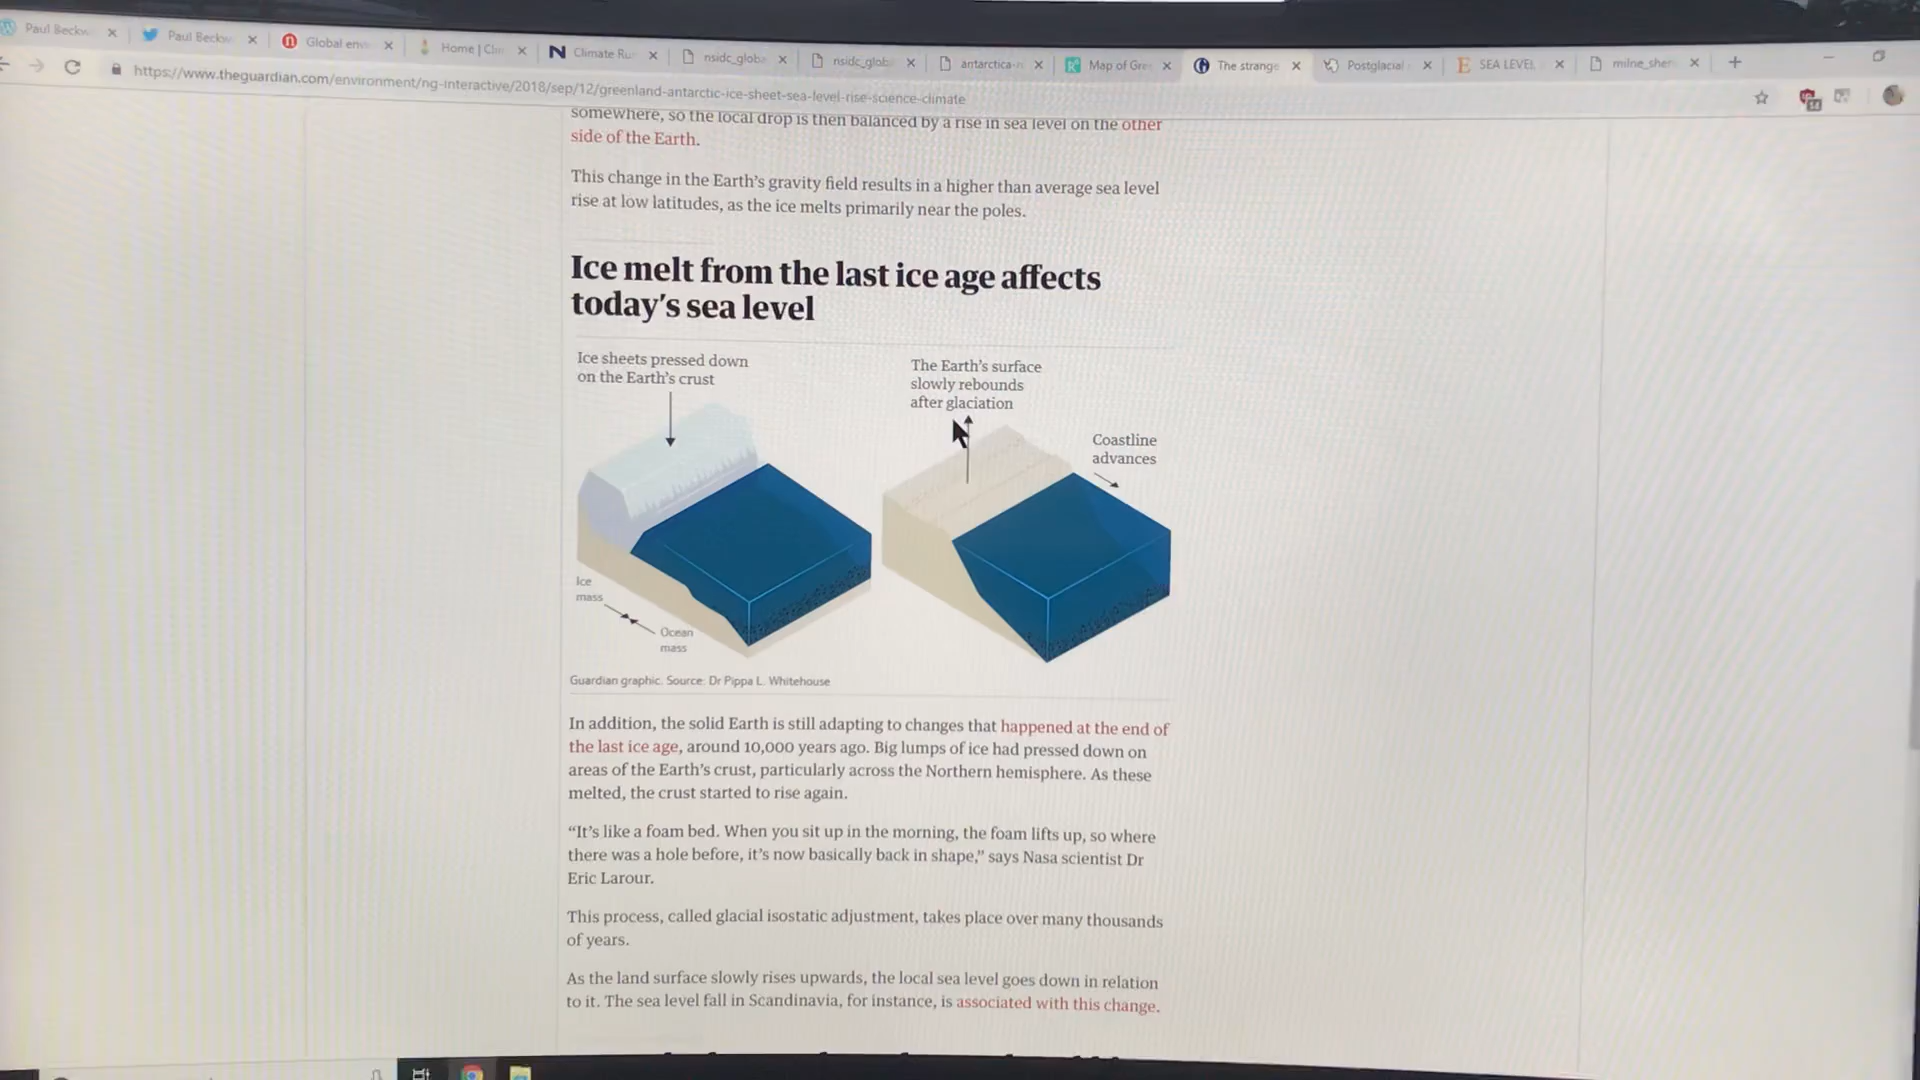 Paul Beckw
Paul Beckw
Global env
Home | Cli
Climate Ru
nsidc_globa
nsidc_glob
antarctica-n
Map of Gre
The strange
Postglacial
SEA LEVEL
milne_sher
https://www.theguardian.com/environment/ng-interactive/2018/sep/12/greenland-antarctic-ice-sheet-sea-level-rise-science-climate
somewhere, so the local drop is then balanced by a rise in sea level on the other
side of the Earth.
This change in the Earth's gravity field results in a higher than average sea level
rise at low latitudes, as the ice melts primarily near the poles.
Ice melt from the last ice age affects
today's sea level
Ice sheets pressed down
on the Earth's crust
The Earth's surface
slowly rebounds
after glaciation
Coastline
advances
Ice
mass
Ocean
mass
Guardian graphic. Source: Dr Pippa L. Whitehouse
In addition, the solid Earth is still adapting to changes that happened at the end of
the last ice age, around 10,000 years ago. Big lumps of ice had pressed down on
areas of the Earth's crust, particularly across the Northern hemisphere. As these
melted, the crust started to rise again.
“It's like a foam bed. When you sit up in the morning, the foam lifts up, so where
there was a hole before, it's now basically back in shape,” says Nasa scientist Dr
Eric Larour.
This process, called glacial isostatic adjustment, takes place over many thousands
of years.
As the land surface slowly rises upwards, the local sea level goes down in relation
to it. The sea level fall in Scandinavia, for instance, is associated with this change.